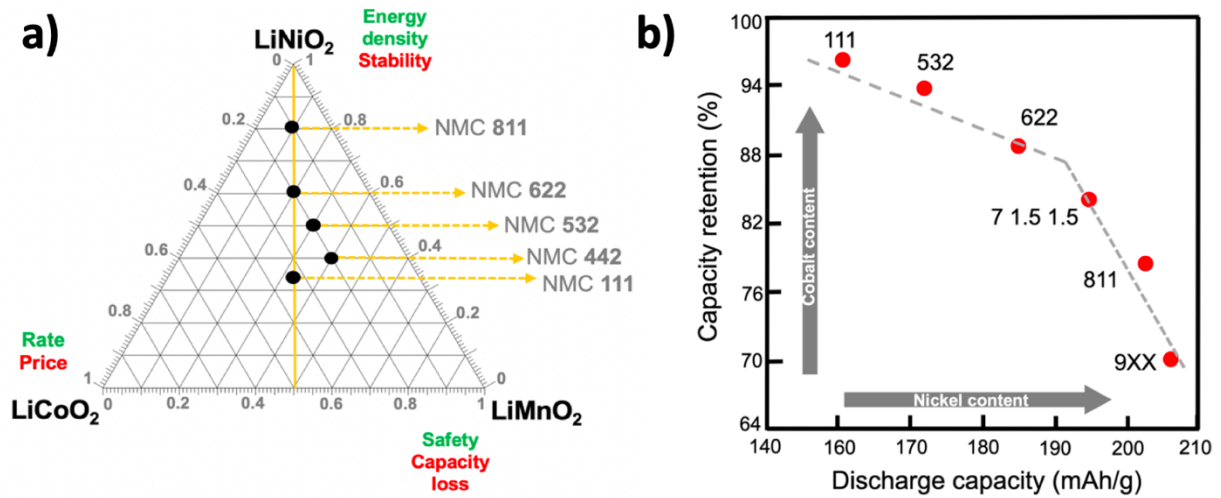 a)
Energy
density
Stability
LiNiO2
0 1
0.2 0.8
NMC 811
0.4 0.6
NMC 622
NMC 532
0.6 0.4
NMC 442
NMC 111
0.8 0.2
Rate
Price
1 0
LiCoO2
0 0.2 0.4 0.6 0.8 1
LiMnO2
Safety
Capacity
loss
b)
Capacity retention (%)
100
94
88
82
76
70
64
111
532
622
7 1.5 1.5
811
9XX
Cobalt content
Nickel content
140 170 180 190 200 210
Discharge capacity (mAh/g)